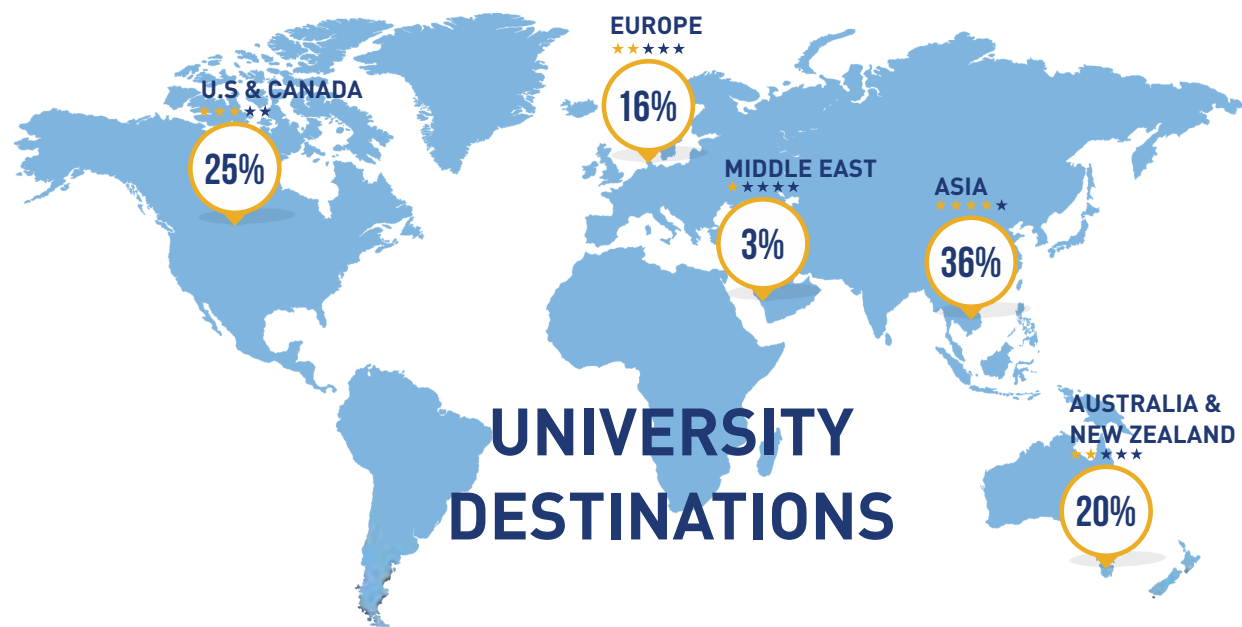 EUROPE
16%
U.S & CANADA
25%
MIDDLE EAST
3%
ASIA
36%
AUSTRALIA &
NEW ZEALAND
20%
UNIVERSITY
DESTINATIONS